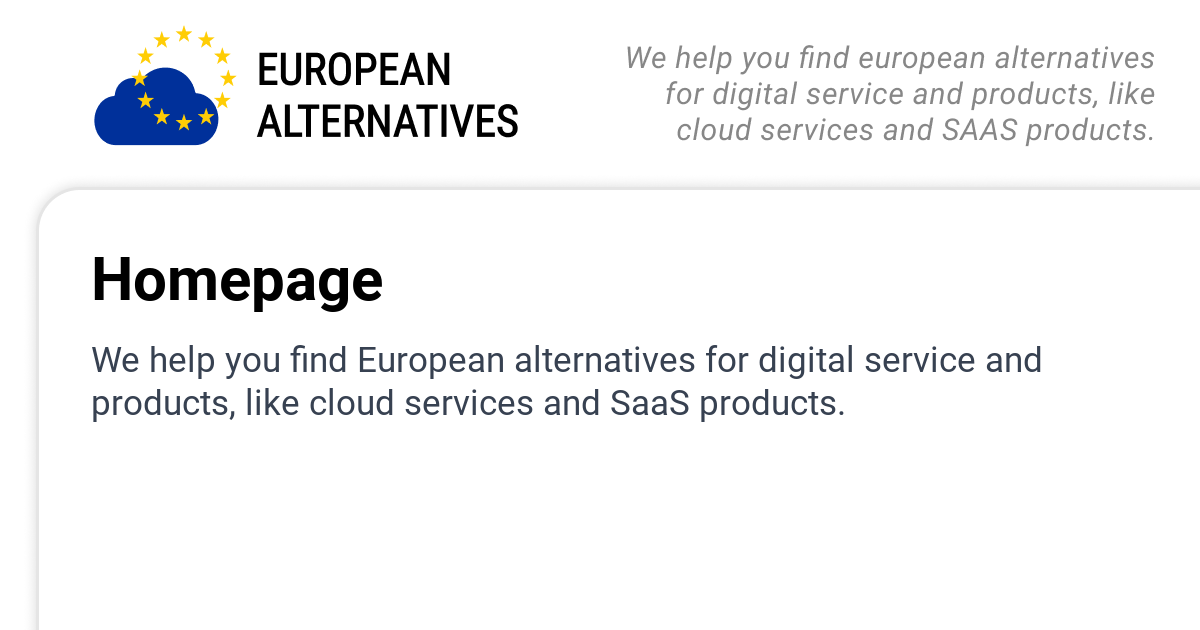 EUROPEAN
ALTERNATIVES
We help you find european alternatives
for digital service and products, like
cloud services and SAAS products.
Homepage
We help you find European alternatives for digital service and
products, like cloud services and SaaS products.